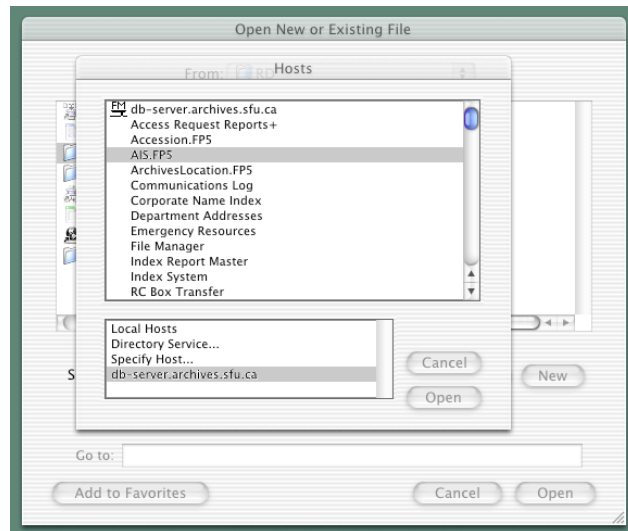 Open New or Existing File
From: RD
Hosts
FM db-server.archives.sfu.ca
Access Request Reports+
Accession.FP5
AIS.FP5
ArchivesLocation.FP5
Communications Log
Corporate Name Index
Department Addresses
Emergency Resources
File Manager
Index Report Master
Index System
RC Box Transfer
Local Hosts
Directory Service...
Specify Host...
db-server.archives.sfu.ca
Cancel
Open
S
New
Go to:
Add to Favorites
Cancel
Open